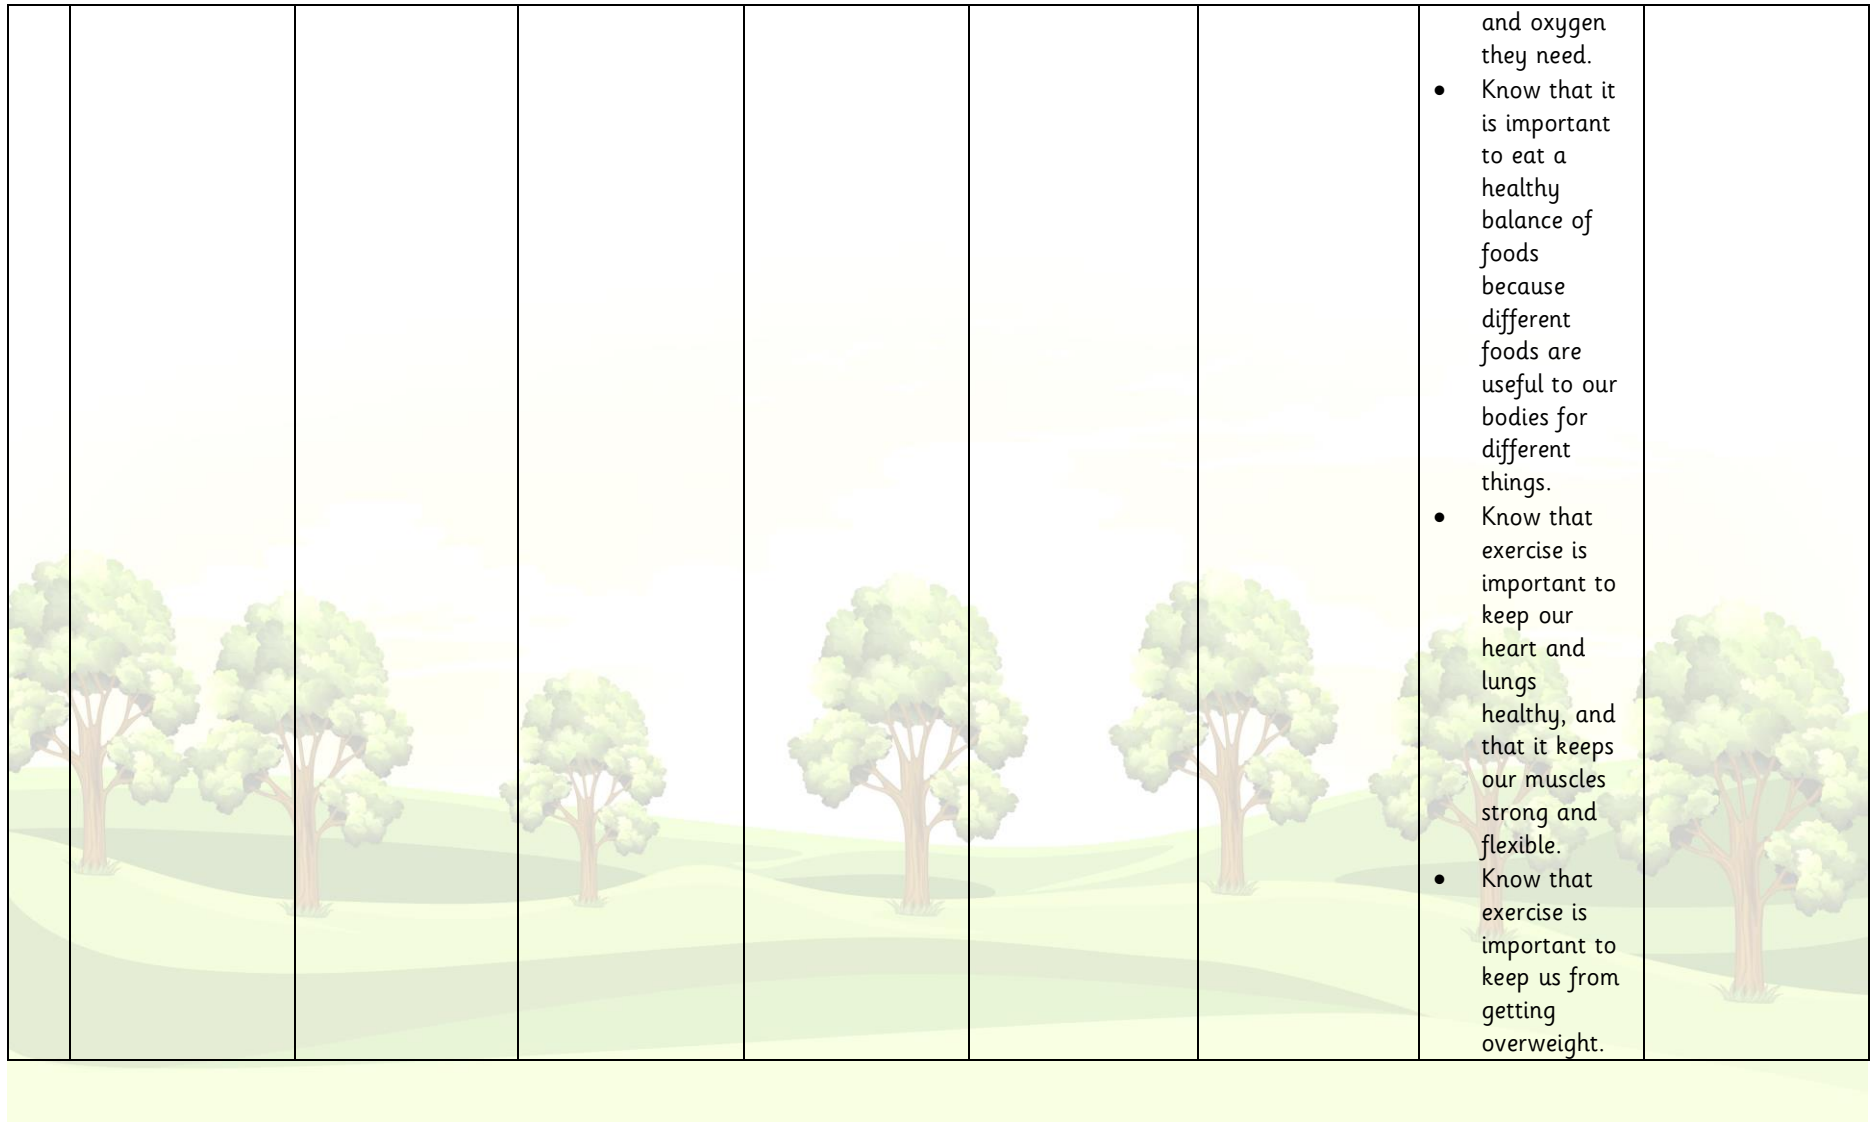 and oxygen
they need.
• Know that it
is important
to eat a
healthy
balance of
foods
because
different
foods are
useful to our
bodies for
different
things.
• Know that
exercise is
important to
keep our
heart and
lungs
healthy, and
that it keeps
our muscles
strong and
flexible.
• Know that
exercise is
important to
keep us from
getting
overweight.